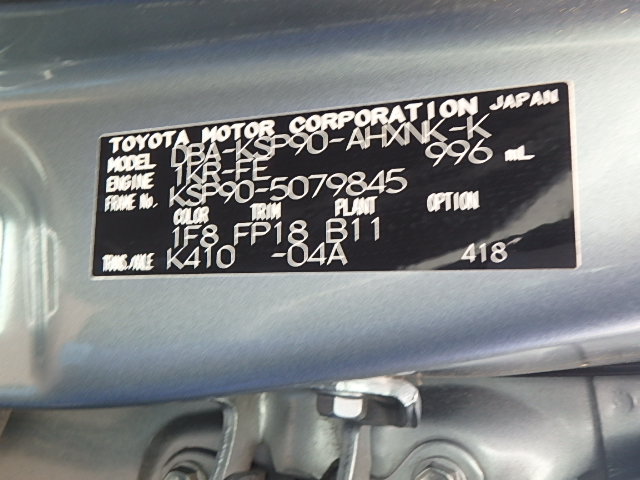 TOYOTA MOTOR CORPORATION JAPAN
MODEL DBA-KSP90-AHXNK-K
ENGINE 1KR-FE 996 mL
FRAME No. KSP90-5079845
COLOR TRIM PLANT OPTION
1F8 FP18 B11
TRANS./AXLE K410 -04A 418